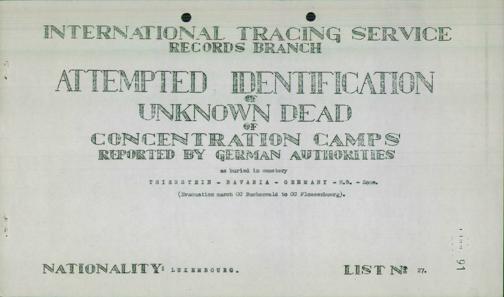 INTERNATIONAL TRACING SERVICE
RECORDS BRANCH
ATTEMPTED IDENTIFICATION
OF
UNKNOWN DEAD
OF
CONCENTRATION CAMPS
REPORTED BY GERMAN AUTHORITIES
as buried in cemetery
THIERSTEIN - BAVARIA - GERMANY - U.S. - Zone.
(Evacuation march CC Buchenwald to CC Flossenbuerg).
NATIONALITY: LUXEMBOURG.
LIST Nº 27.
91